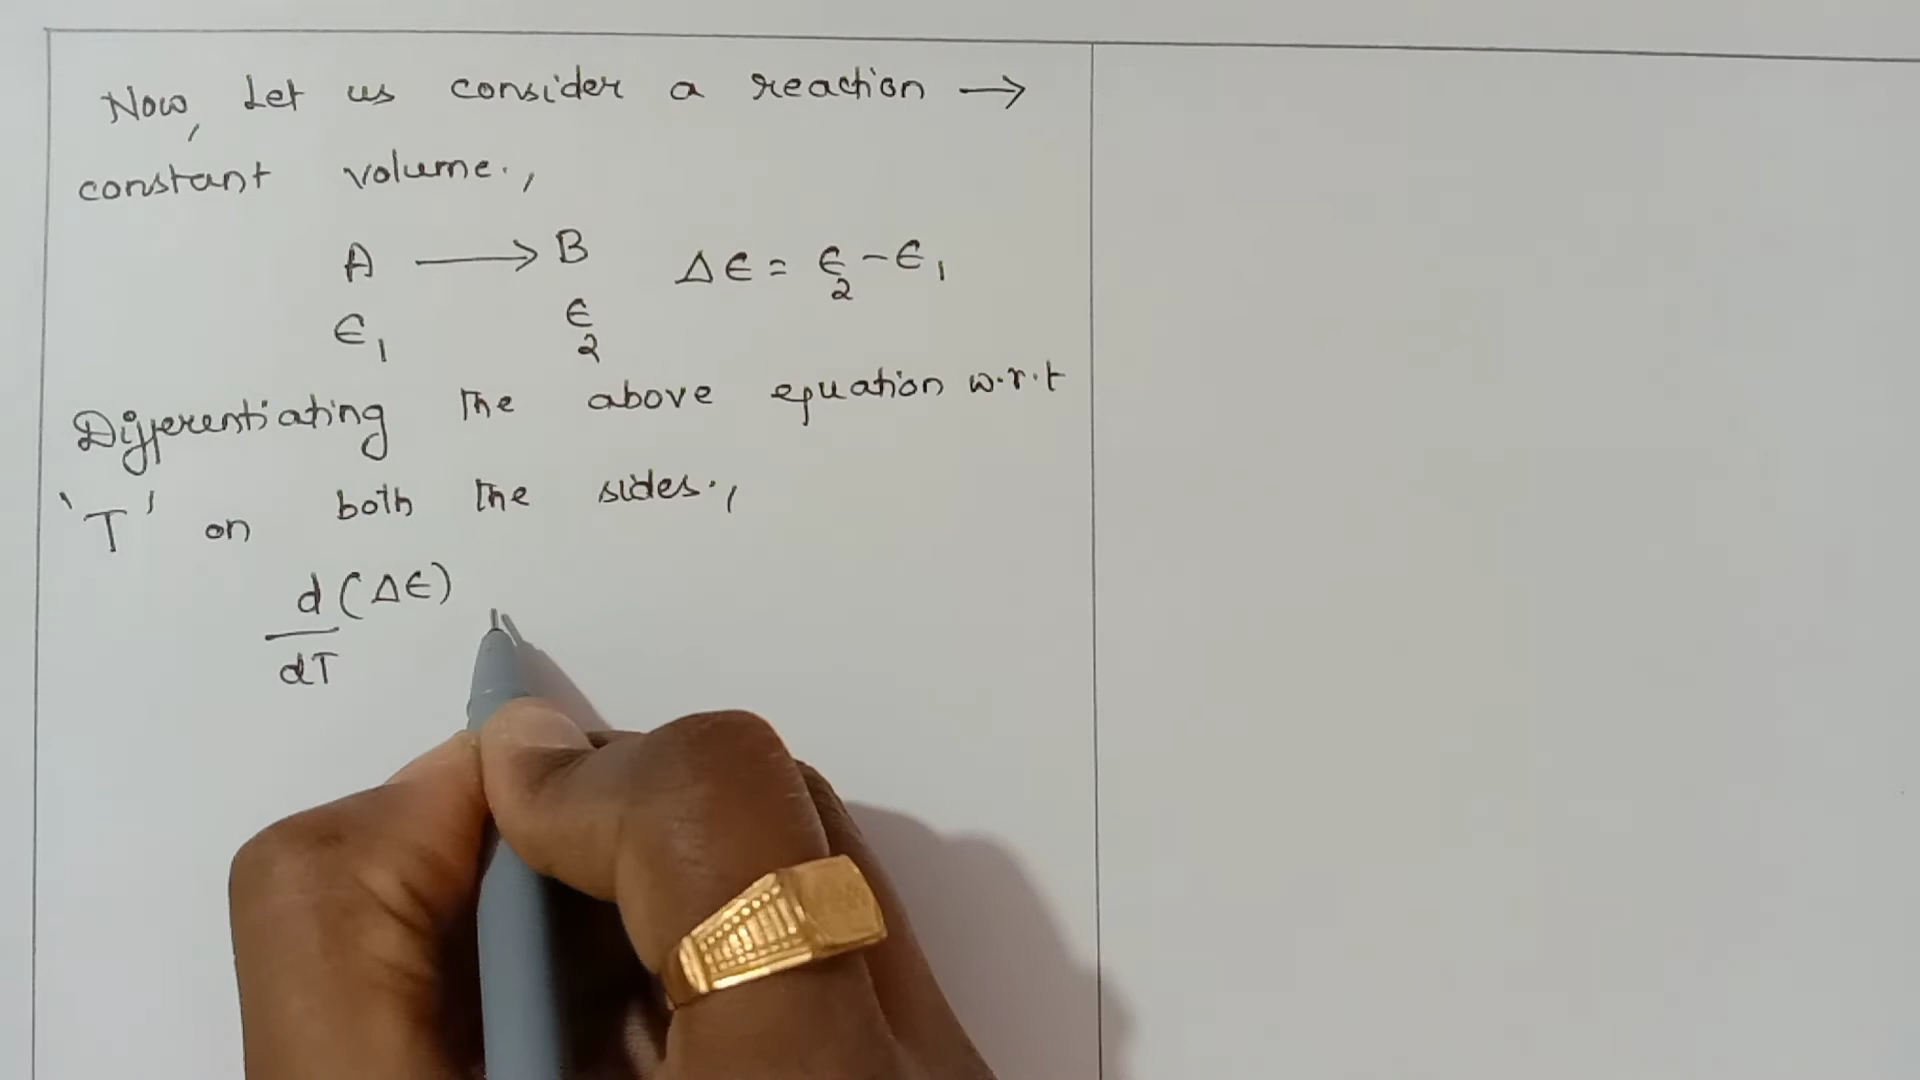 Now, Let us consider a reaction →
constant volume.,
A ⟶ B ΔE = E₂ - E₁
E₁ E₂
Differentiating the above equation w.r.t
'T' on both the sides.,
d (ΔE)
dT